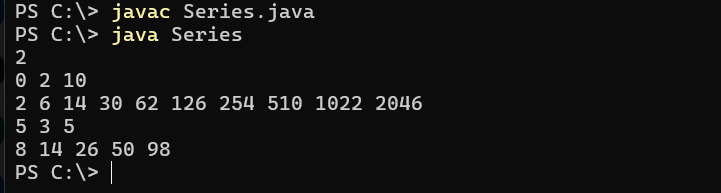 PS C:\> javac Series.java
PS C:\> java Series
2
0 2 10
2 6 14 30 62 126 254 510 1022 2046
5 3 5
8 14 26 50 98
PS C:\>